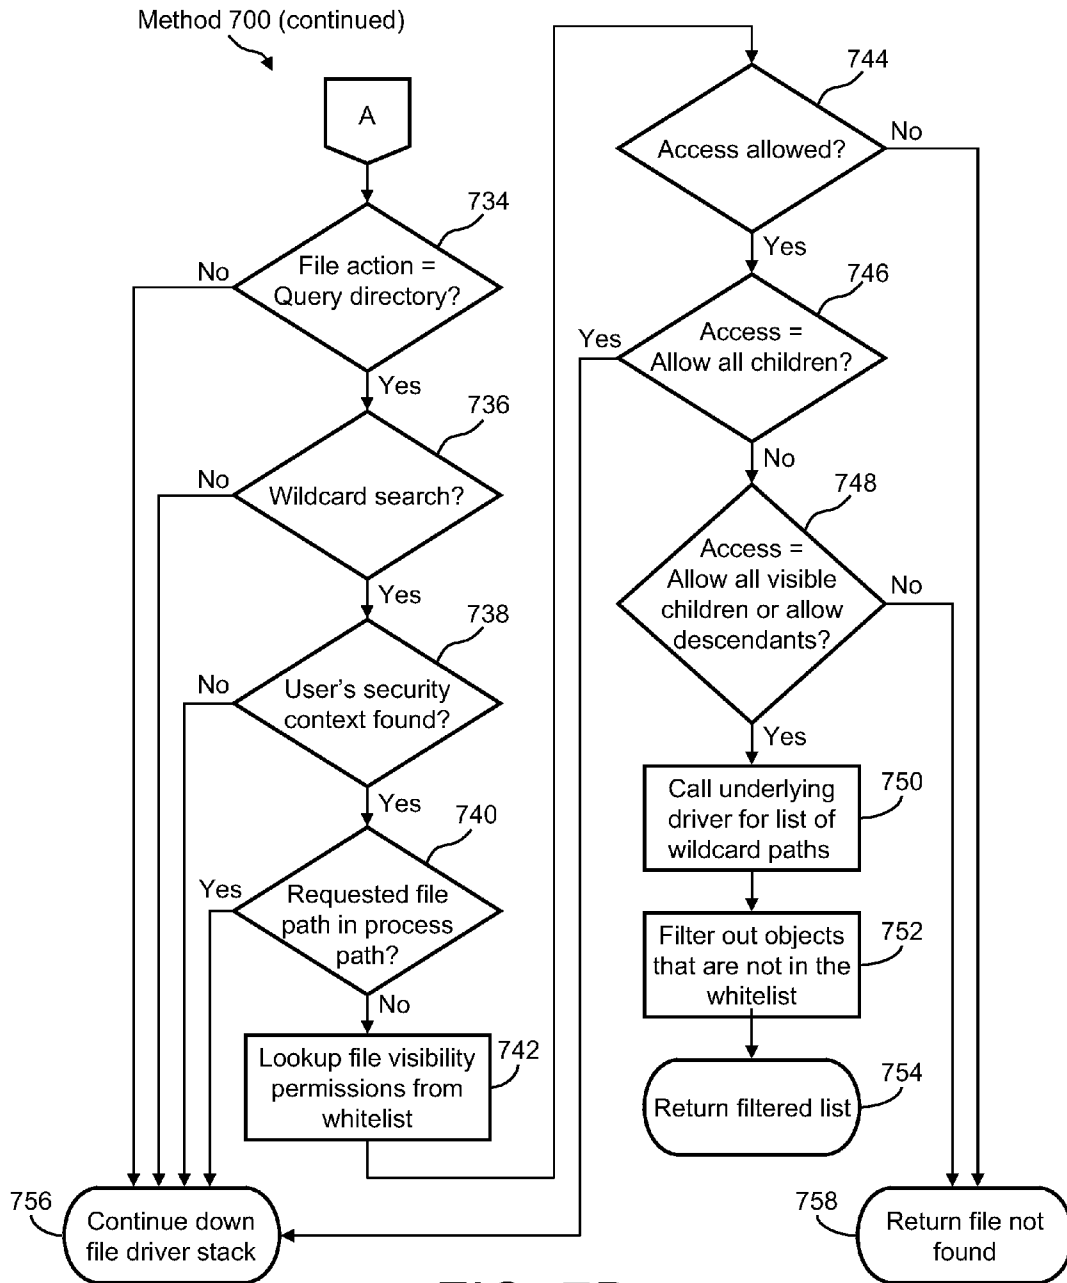 Method 700 (continued)
A
734
File action =
Query directory?
No
Yes
736
Wildcard search?
No
Yes
738
User's security
context found?
No
Yes
740
Requested file
path in process
path?
Yes
No
742
Lookup file visibility
permissions from
whitelist
744
Access allowed?
No
Yes
746
Access =
Allow all children?
Yes
No
748
Access =
Allow all visible
children or allow
descendants?
No
Yes
750
Call underlying
driver for list of
wildcard paths
752
Filter out objects
that are not in the
whitelist
754
Return filtered list
756
Continue down
file driver stack
758
Return file not
found